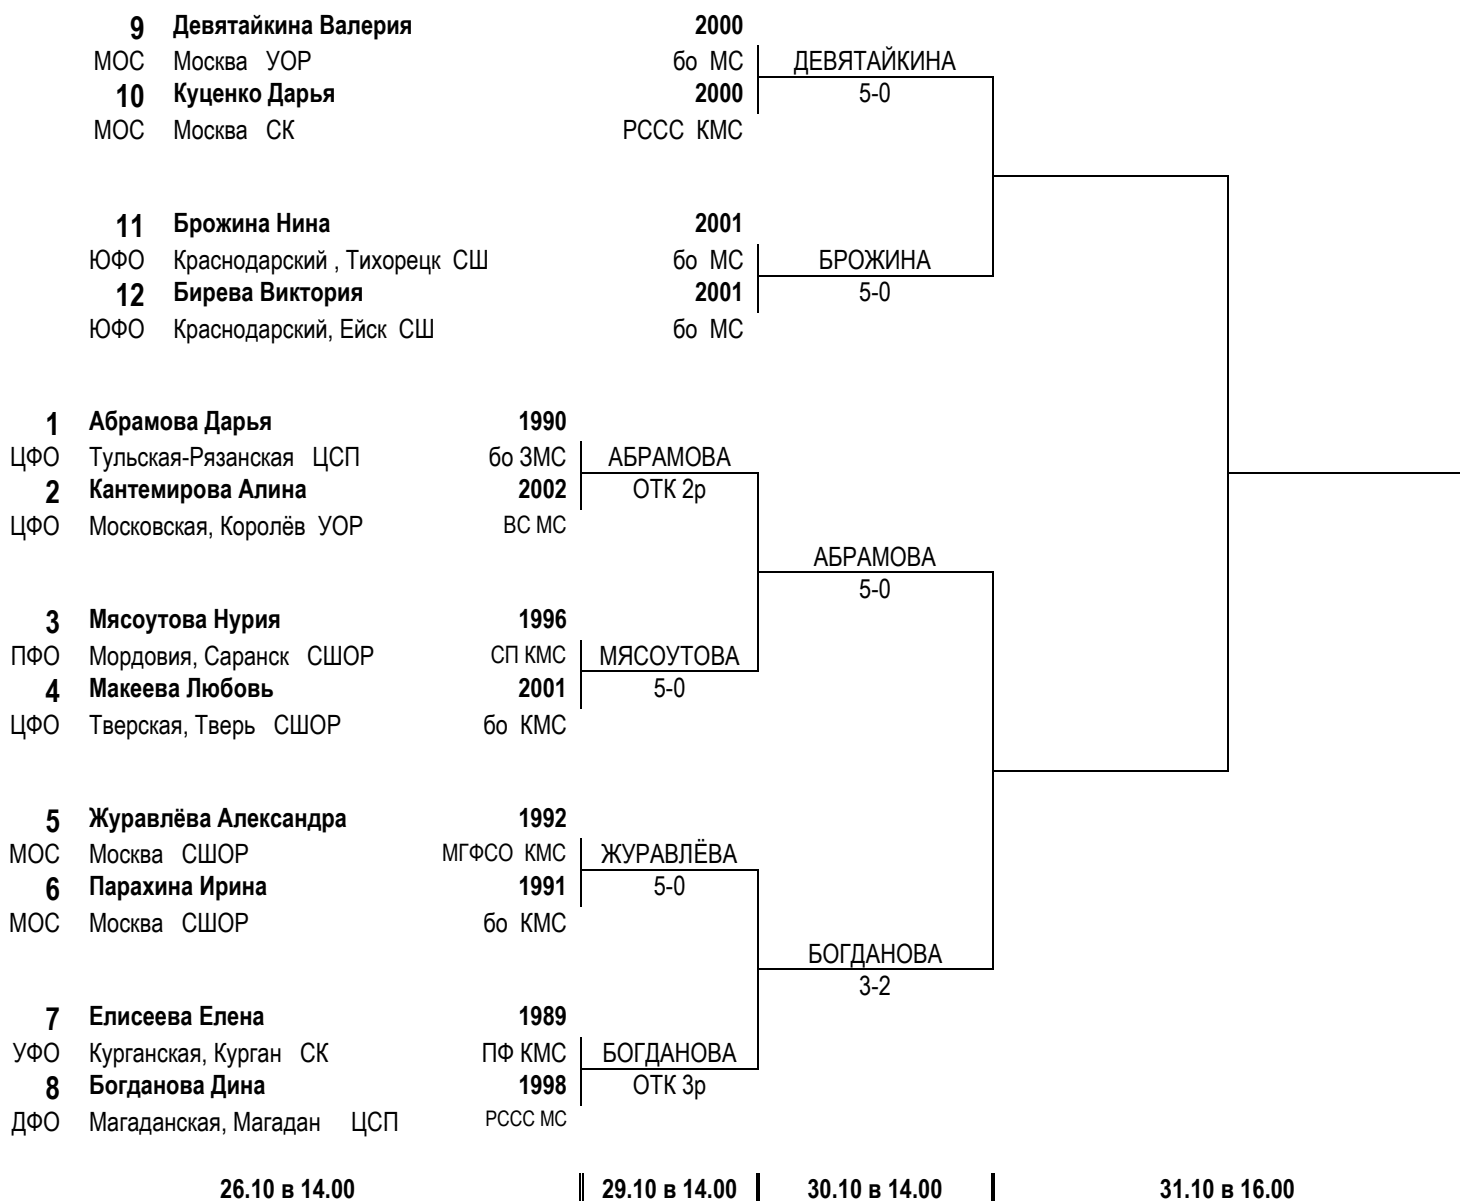 9 Девятайкина Валерия 2000
МОС Москва УОР бо МС ДЕВЯТАЙКИНА
10 Куценко Дарья 2000 5-0
МОС Москва СК РССС КМС
11 Брожина Нина 2001
ЮФО Краснодарский , Тихорецк СШ бо МС БРОЖИНА
12 Бирева Виктория 2001 5-0
ЮФО Краснодарский, Ейск СШ бо МС
1 Абрамова Дарья 1990
ЦФО Тульская-Рязанская ЦСП бо ЗМС АБРАМОВА
2 Кантемирова Алина 2002 ОТК 2р
ЦФО Московская, Королёв УОР ВС МС
АБРАМОВА
5-0
3 Мясоутова Нурия 1996
ПФО Мордовия, Саранск СШОР СП КМС МЯСОУТОВА
4 Макеева Любовь 2001 5-0
ЦФО Тверская, Тверь СШОР бо КМС
5 Журавлёва Александра 1992
МОС Москва СШОР МГФСО КМС ЖУРАВЛЁВА
6 Парахина Ирина 1991 5-0
МОС Москва СШОР бо КМС
БОГДАНОВА
3-2
7 Елисеева Елена 1989
УФО Курганская, Курган СК ПФ КМС БОГДАНОВА
8 Богданова Дина 1998 ОТК 3р
ДФО Магаданская, Магадан ЦСП РССС МС
26.10 в 14.00 29.10 в 14.00 30.10 в 14.00 31.10 в 16.00